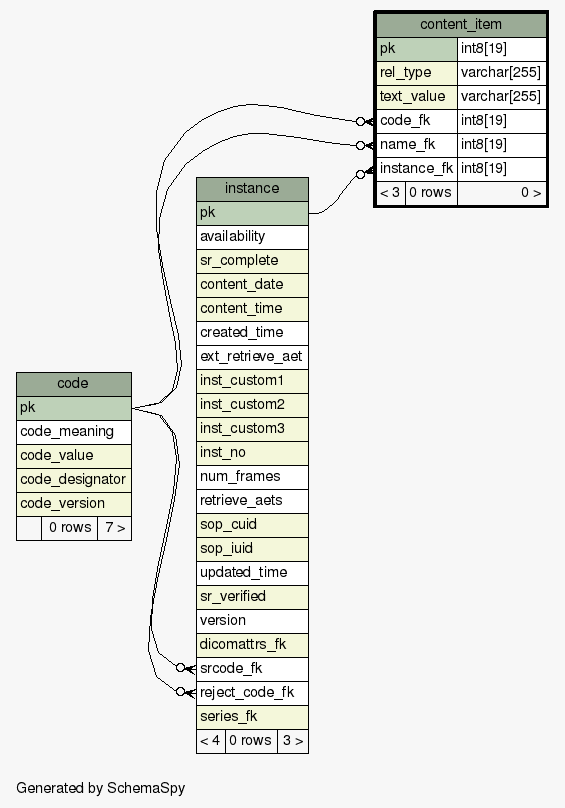 content_item
pk int8[19]
rel_type varchar[255]
text_value varchar[255]
code_fk int8[19]
name_fk int8[19]
instance_fk int8[19]
< 3 0 rows 0 >
instance
pk
availability
sr_complete
content_date
content_time
created_time
ext_retrieve_aet
inst_custom1
inst_custom2
inst_custom3
inst_no
num_frames
retrieve_aets
sop_cuid
sop_iuid
updated_time
sr_verified
version
dicomattrs_fk
srcode_fk
reject_code_fk
series_fk
< 4 0 rows 3 >
code
pk
code_meaning
code_value
code_designator
code_version
0 rows 7 >
Generated by SchemaSpy